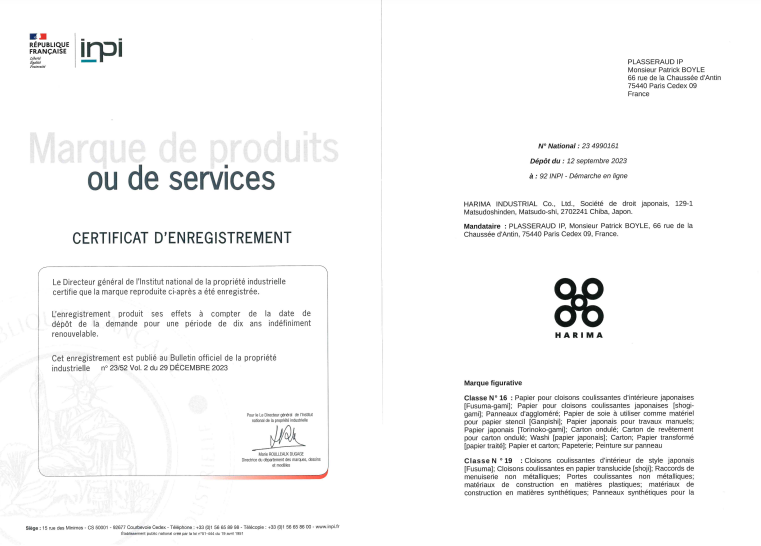 RÉPUBLIQUE
FRANÇAISE
Liberté
Égalité
Fraternité
inpi
Marque de produits
ou de services
CERTIFICAT D'ENREGISTREMENT
Le Directeur général de l'Institut national de la propriété industrielle
certifie que la marque reproduite ci-après a été enregistrée.
L'enregistrement produit ses effets à compter de la date de
dépôt de la demande pour une période de dix ans indéfiniment
renouvelable.
Cet enregistrement est publié au Bulletin officiel de la propriété
industrielle n° 23/52 Vol. 2 du 29 DÉCEMBRE 2023
Pour le Directeur général de l'Institut
national de la propriété industrielle
Marie ROULLEAUX DUGAGE
Directrice du département des marques, dessins
et modèles
Siège : 15 rue des Minimes - CS 50001 - 92677 Courbevoie Cedex - Téléphone : +33 (0)1 56 65 89 98 - Télécopie : +33 (0)1 56 65 86 00 - www.inpi.fr
Établissement public national créé par la loi n°51-444 du 19 avril 1951
PLASSERAUD IP
Monsieur Patrick BOYLE
66 rue de la Chaussée d'Antin
75440 Paris Cedex 09
France
N° National : 23 4990161
Dépôt du : 12 septembre 2023
à : 92 INPI - Démarche en ligne
HARIMA INDUSTRIAL Co., Ltd., Société de droit japonais, 129-1
Matsudoshinden, Matsudo-shi, 2702241 Chiba, Japon.
Mandataire : PLASSERAUD IP, Monsieur Patrick BOYLE, 66 rue de la
Chaussée d'Antin, 75440 Paris Cedex 09, France.
HARIMA
Marque figurative
Classe N° 16 : Papier pour cloisons coulissantes d'intérieure japonaises
[Fusuma-gami]; Papier pour cloisons coulissantes japonaises [shoji-
gami]; Panneaux d'aggloméré; Papier de soie à utiliser comme matériel
pour papier stencil [Ganpishi]; Papier japonais pour travaux manuels;
Papier japonais [Torinoko-gami]; Carton ondulé; Carton de revêtement
pour carton ondulé; Washi [papier japonais]; Carton; Papier transformé
[papier traité]; Papier et carton; Papeterie; Peinture sur panneau
Classe N° 19 : Cloisons coulissantes d'intérieur de style japonais
[Fusuma]; Cloisons coulissantes en papier translucide [shoji]; Raccords de
menuiserie non métalliques; Portes coulissantes non métalliques;
matériaux de construction en matières plastiques; matériaux de
construction en matières synthétiques; Panneaux synthétiques pour la